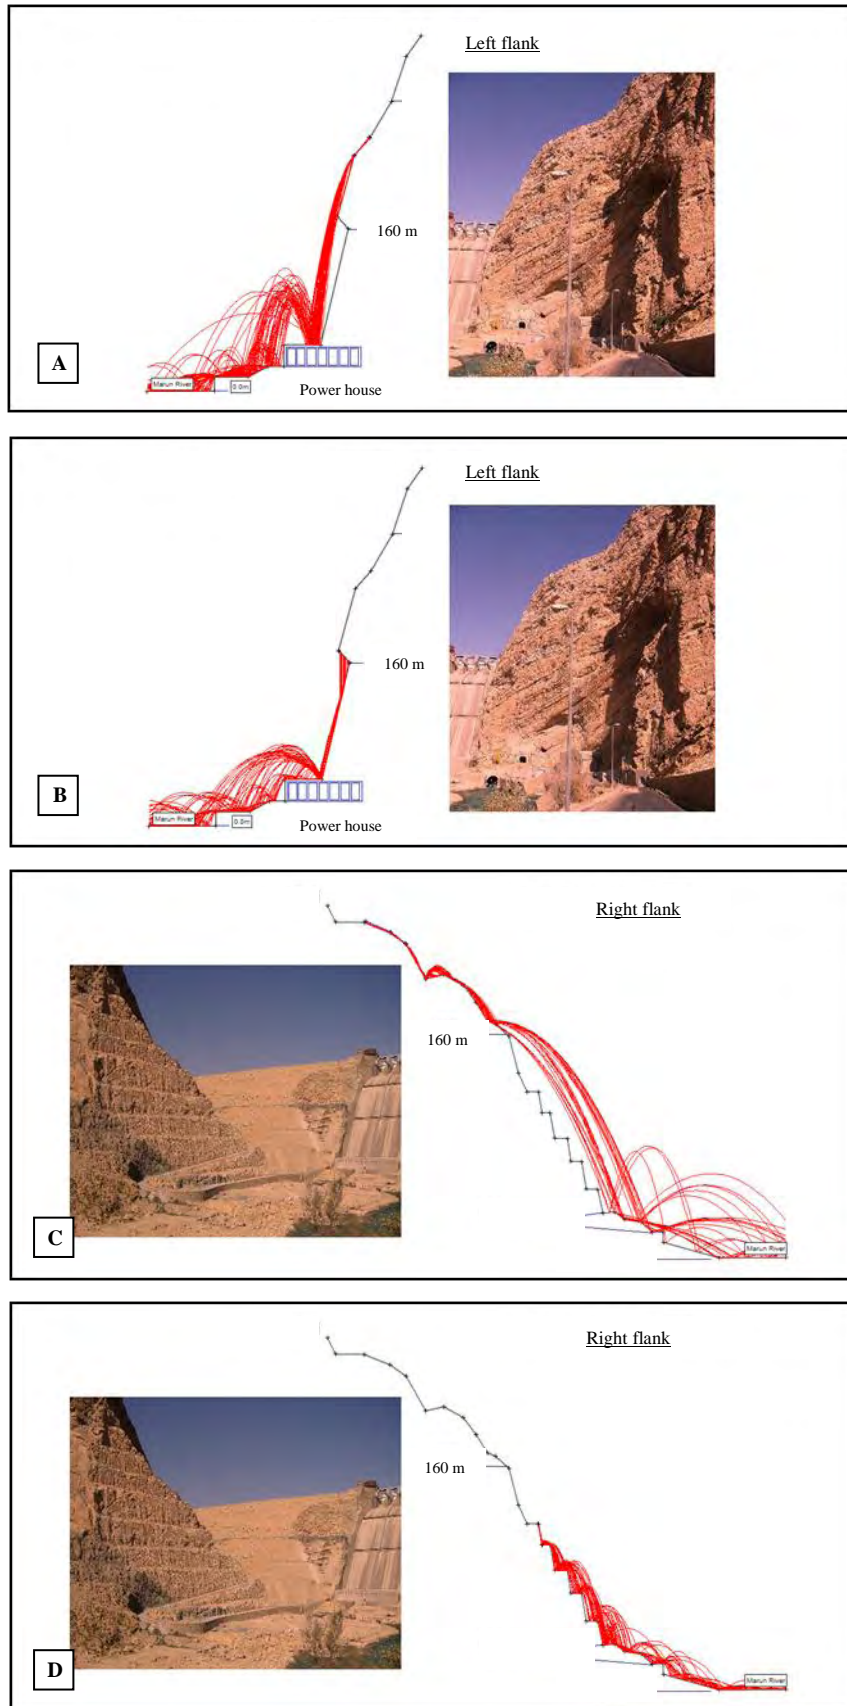 Left flank
160 m
A
Marun River
0.0m
Power house
Left flank
160 m
B
Marun River
0.0m
Power house
Right flank
160 m
C
Marun River
Right flank
160 m
D
Marun River